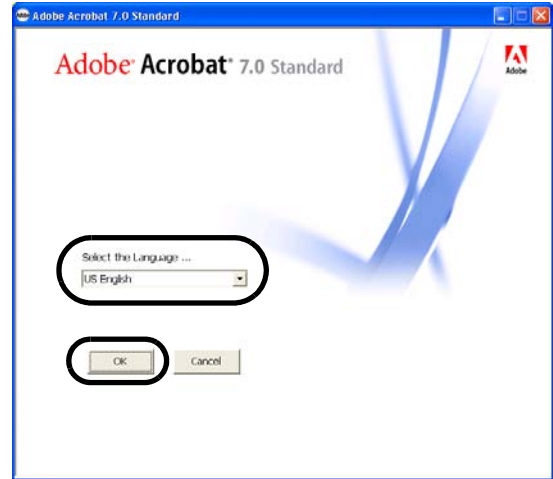 Adobe Acrobat 7.0 Standard
Adobe Acrobat 7.0 Standard
Adobe
Select the Language ...
US English
OK
Cancel